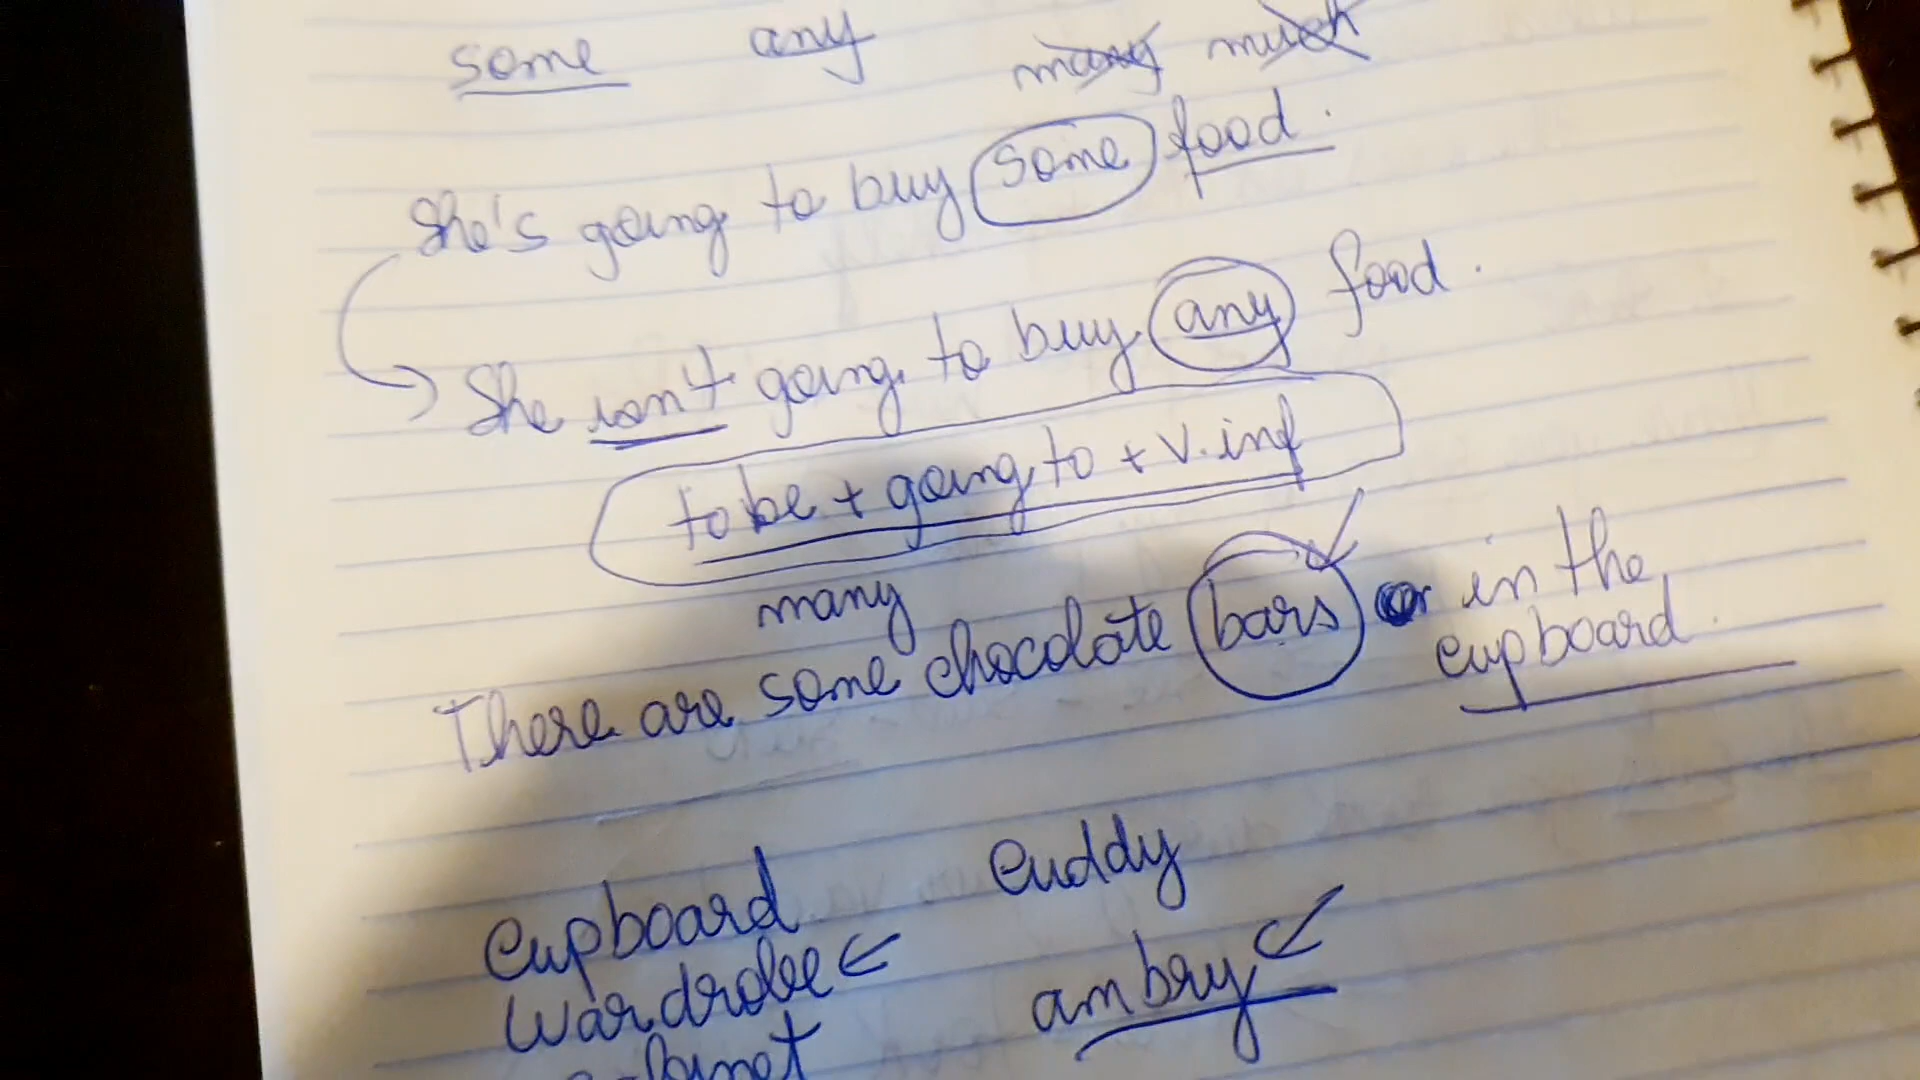 some any many much
She's going to buy some food.
She isn't going to buy any food.
to be + going to + v.inf
many
There are some chocolate bars or in the
cupboard.
Cupboard Cuddy
Wardrobe ambry